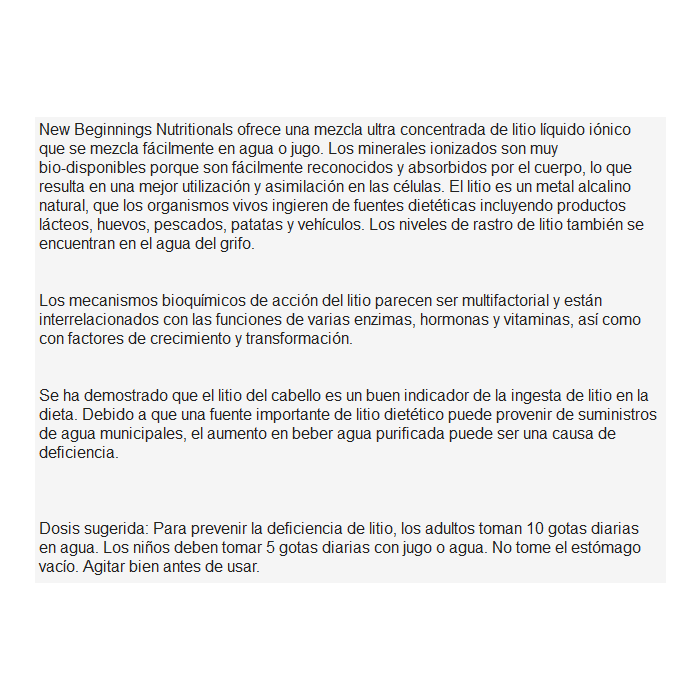 New Beginnings Nutritionals ofrece una mezcla ultra concentrada de litio líquido iónico
que se mezcla fácilmente en agua o jugo. Los minerales ionizados son muy
bio-disponibles porque son fácilmente reconocidos y absorbidos por el cuerpo, lo que
resulta en una mejor utilización y asimilación en las células. El litio es un metal alcalino
natural, que los organismos vivos ingieren de fuentes dietéticas incluyendo productos
lácteos, huevos, pescados, patatas y vehículos. Los niveles de rastro de litio también se
encuentran en el agua del grifo.
Los mecanismos bioquímicos de acción del litio parecen ser multifactorial y están
interrelacionados con las funciones de varias enzimas, hormonas y vitaminas, así como
con factores de crecimiento y transformación.
Se ha demostrado que el litio del cabello es un buen indicador de la ingesta de litio en la
dieta. Debido a que una fuente importante de litio dietético puede provenir de suministros
de agua municipales, el aumento en beber agua purificada puede ser una causa de
deficiencia.
Dosis sugerida: Para prevenir la deficiencia de litio, los adultos toman 10 gotas diarias
en agua. Los niños deben tomar 5 gotas diarias con jugo o agua. No tome el estómago
vacío. Agitar bien antes de usar.